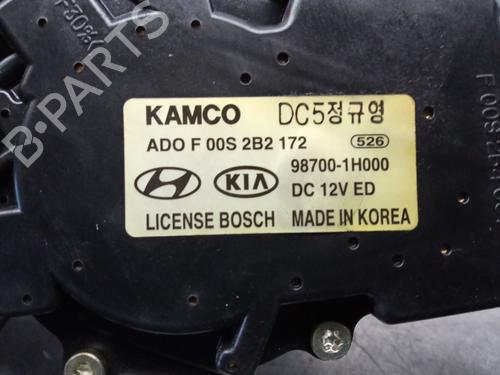 KAMCO DC5정규영
ADO F 00S 2B2 172 526
98700-1H000
KIA DC 12V ED
LICENSE BOSCH MADE IN KOREA